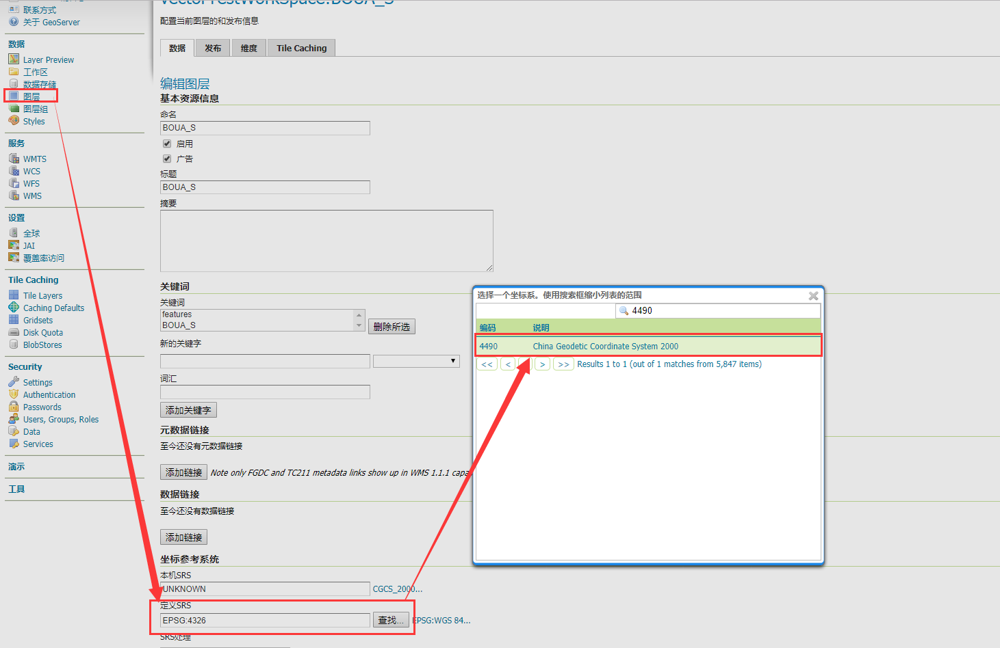 VectorTestWorkSpace:BOUA_S
联系方式
关于 GeoServer
配置当前图层的和发布信息
数据
Layer Preview
工作区
数据存储
图层
图层组
Styles
服务
WMTS
WCS
WFS
WMS
设置
全球
JAI
覆盖率访问
Tile Caching
Tile Layers
Caching Defaults
Gridsets
Disk Quota
BlobStores
Security
Settings
Authentication
Passwords
Users, Groups, Roles
Data
Services
演示
工具
数据 发布 维度 Tile Caching
编辑图层
基本资源信息
命名
BOUA_S
启用
广告
标题
BOUA_S
摘要
关键词
关键词
features
BOUA_S
删除所选
新的关键字
词汇
添加关键字
元数据链接
至今还没有元数据链接
添加链接 Note only FGDC and TC211 metadata links show up in WMS 1.1.1 capa
数据链接
至今还没有数据链接
添加链接
坐标参考系统
本机SRS
UNKNOWN CGCS_2000...
定义SRS
EPSG:4326 查找... EPSG:WGS 84...
SRS处理
选择一个坐标系。使用搜索框缩小列表的范围
4490
编码 说明
4490 China Geodetic Coordinate System 2000
<< < > >> Results 1 to 1 (out of 1 matches from 5,847 items)